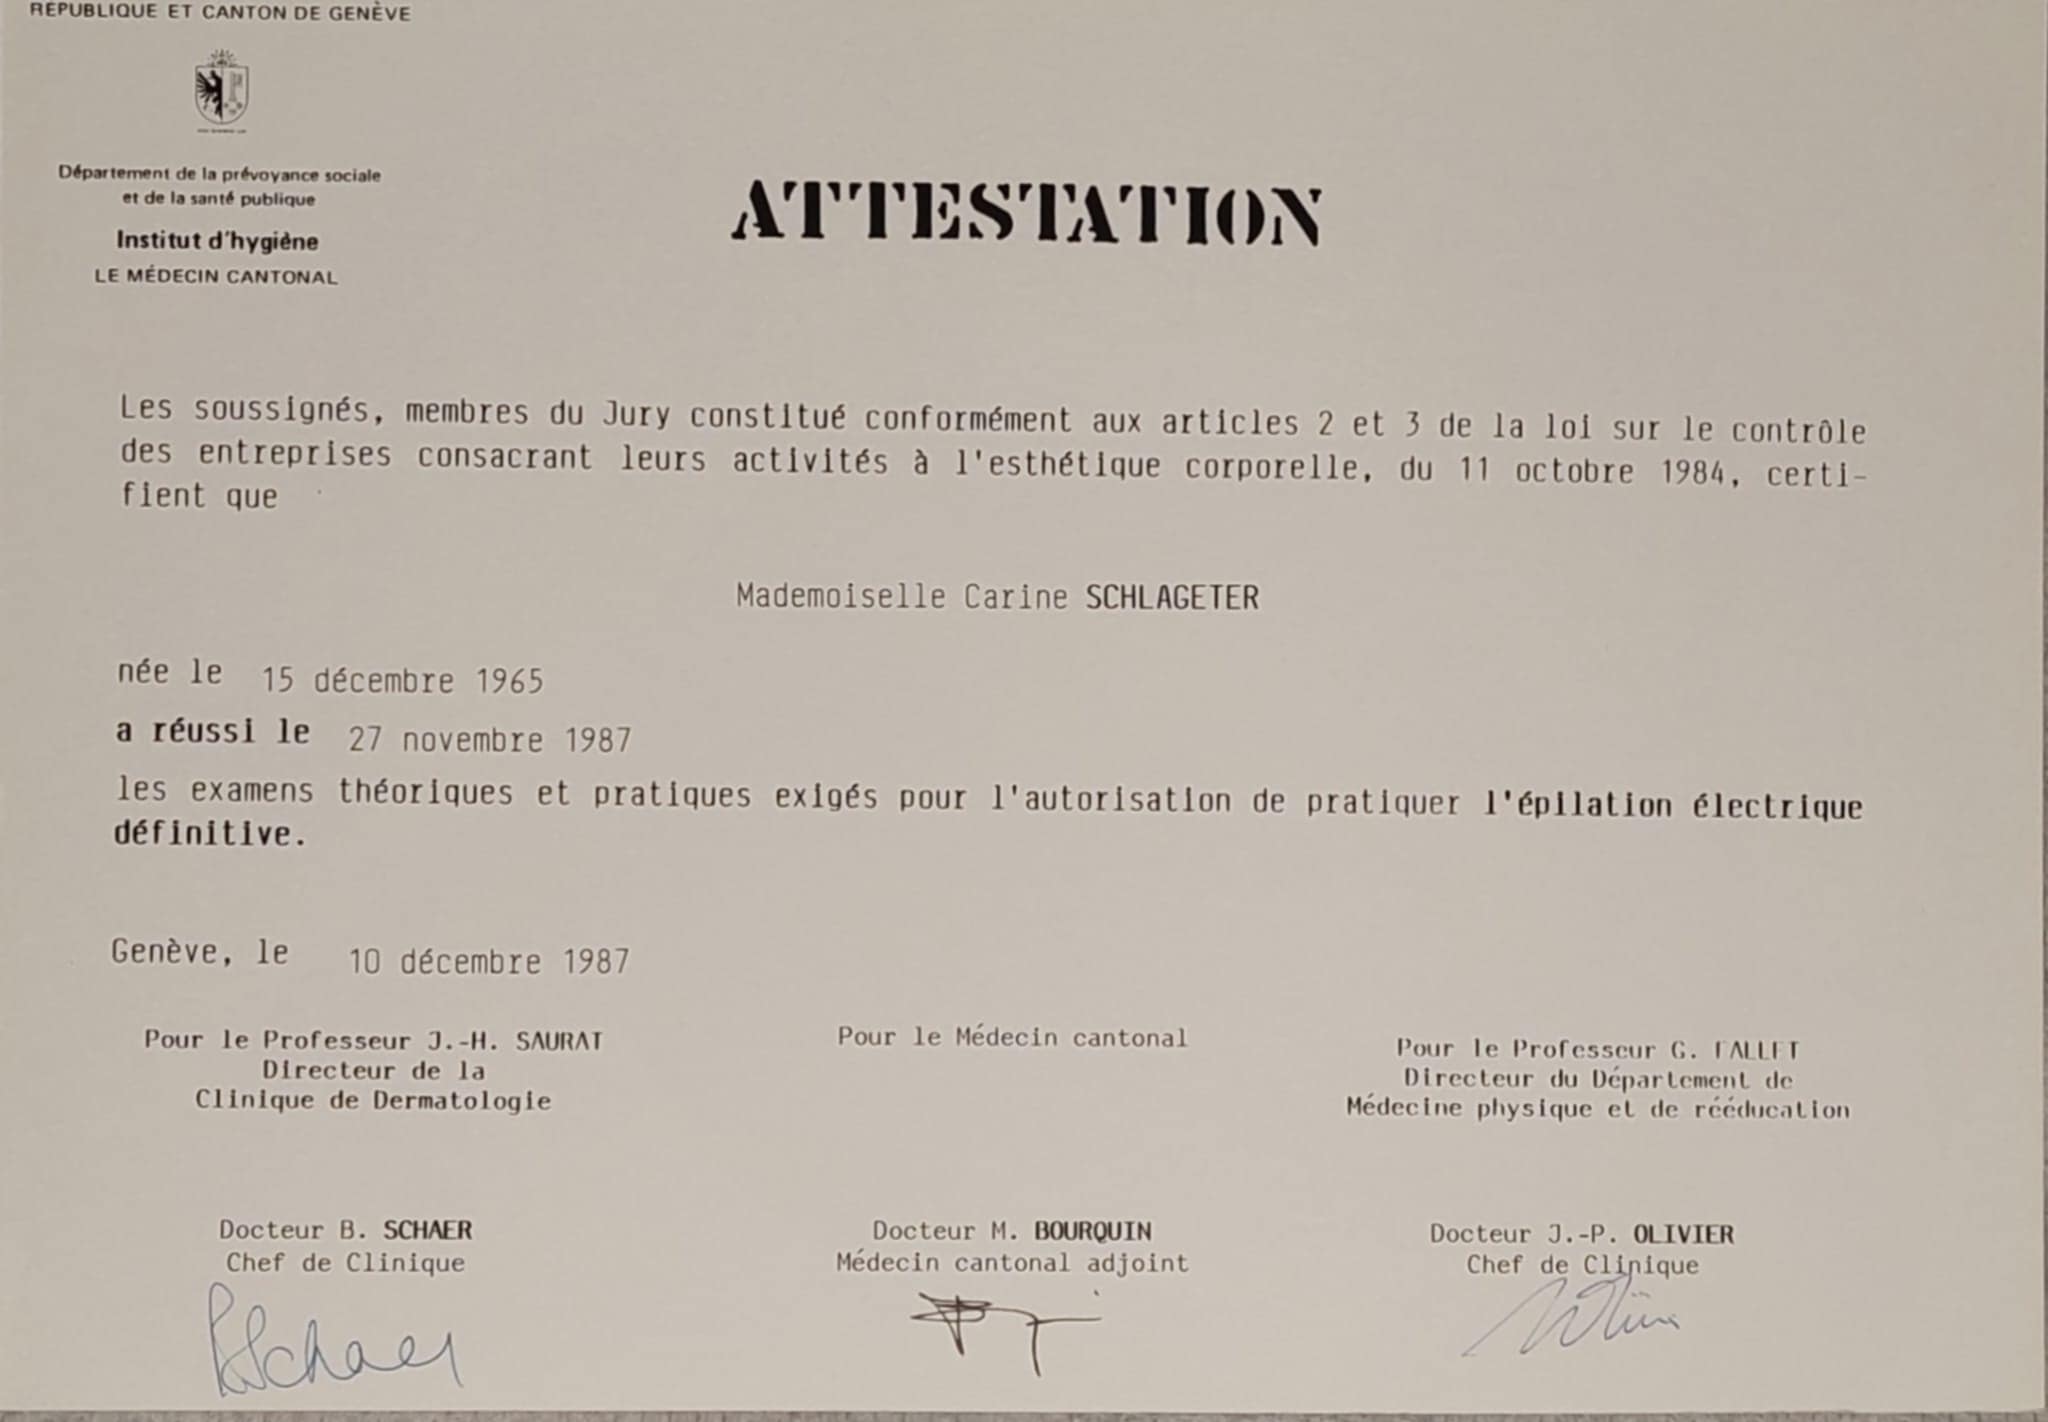 RÉPUBLIQUE ET CANTON DE GENÈVE
Département de la prévoyance sociale
et de la santé publique
Institut d'hygiène
LE MÉDECIN CANTONAL
ATTESTATION
Les soussignés, membres du Jury constitué conformément aux articles 2 et 3 de la loi sur le contrôle
des entreprises consacrant leurs activités à l'esthétique corporelle, du 11 octobre 1984, certi-
fient que
Mademoiselle Carine SCHLAGETER
née le 15 décembre 1965
a réussi le 27 novembre 1987
les examens théoriques et pratiques exigés pour l'autorisation de pratiquer l'épilation électrique
définitive.
Genève, le 10 décembre 1987
Pour le Professeur J.-H. SAURAT
Directeur de la
Clinique de Dermatologie
Pour le Médecin cantonal
Pour le Professeur G. FALLET
Directeur du Département de
Médecine physique et de rééducation
Docteur B. SCHAER
Chef de Clinique
Docteur M. BOURQUIN
Médecin cantonal adjoint
Docteur J.-P. OLIVIER
Chef de Clinique
BSchaer